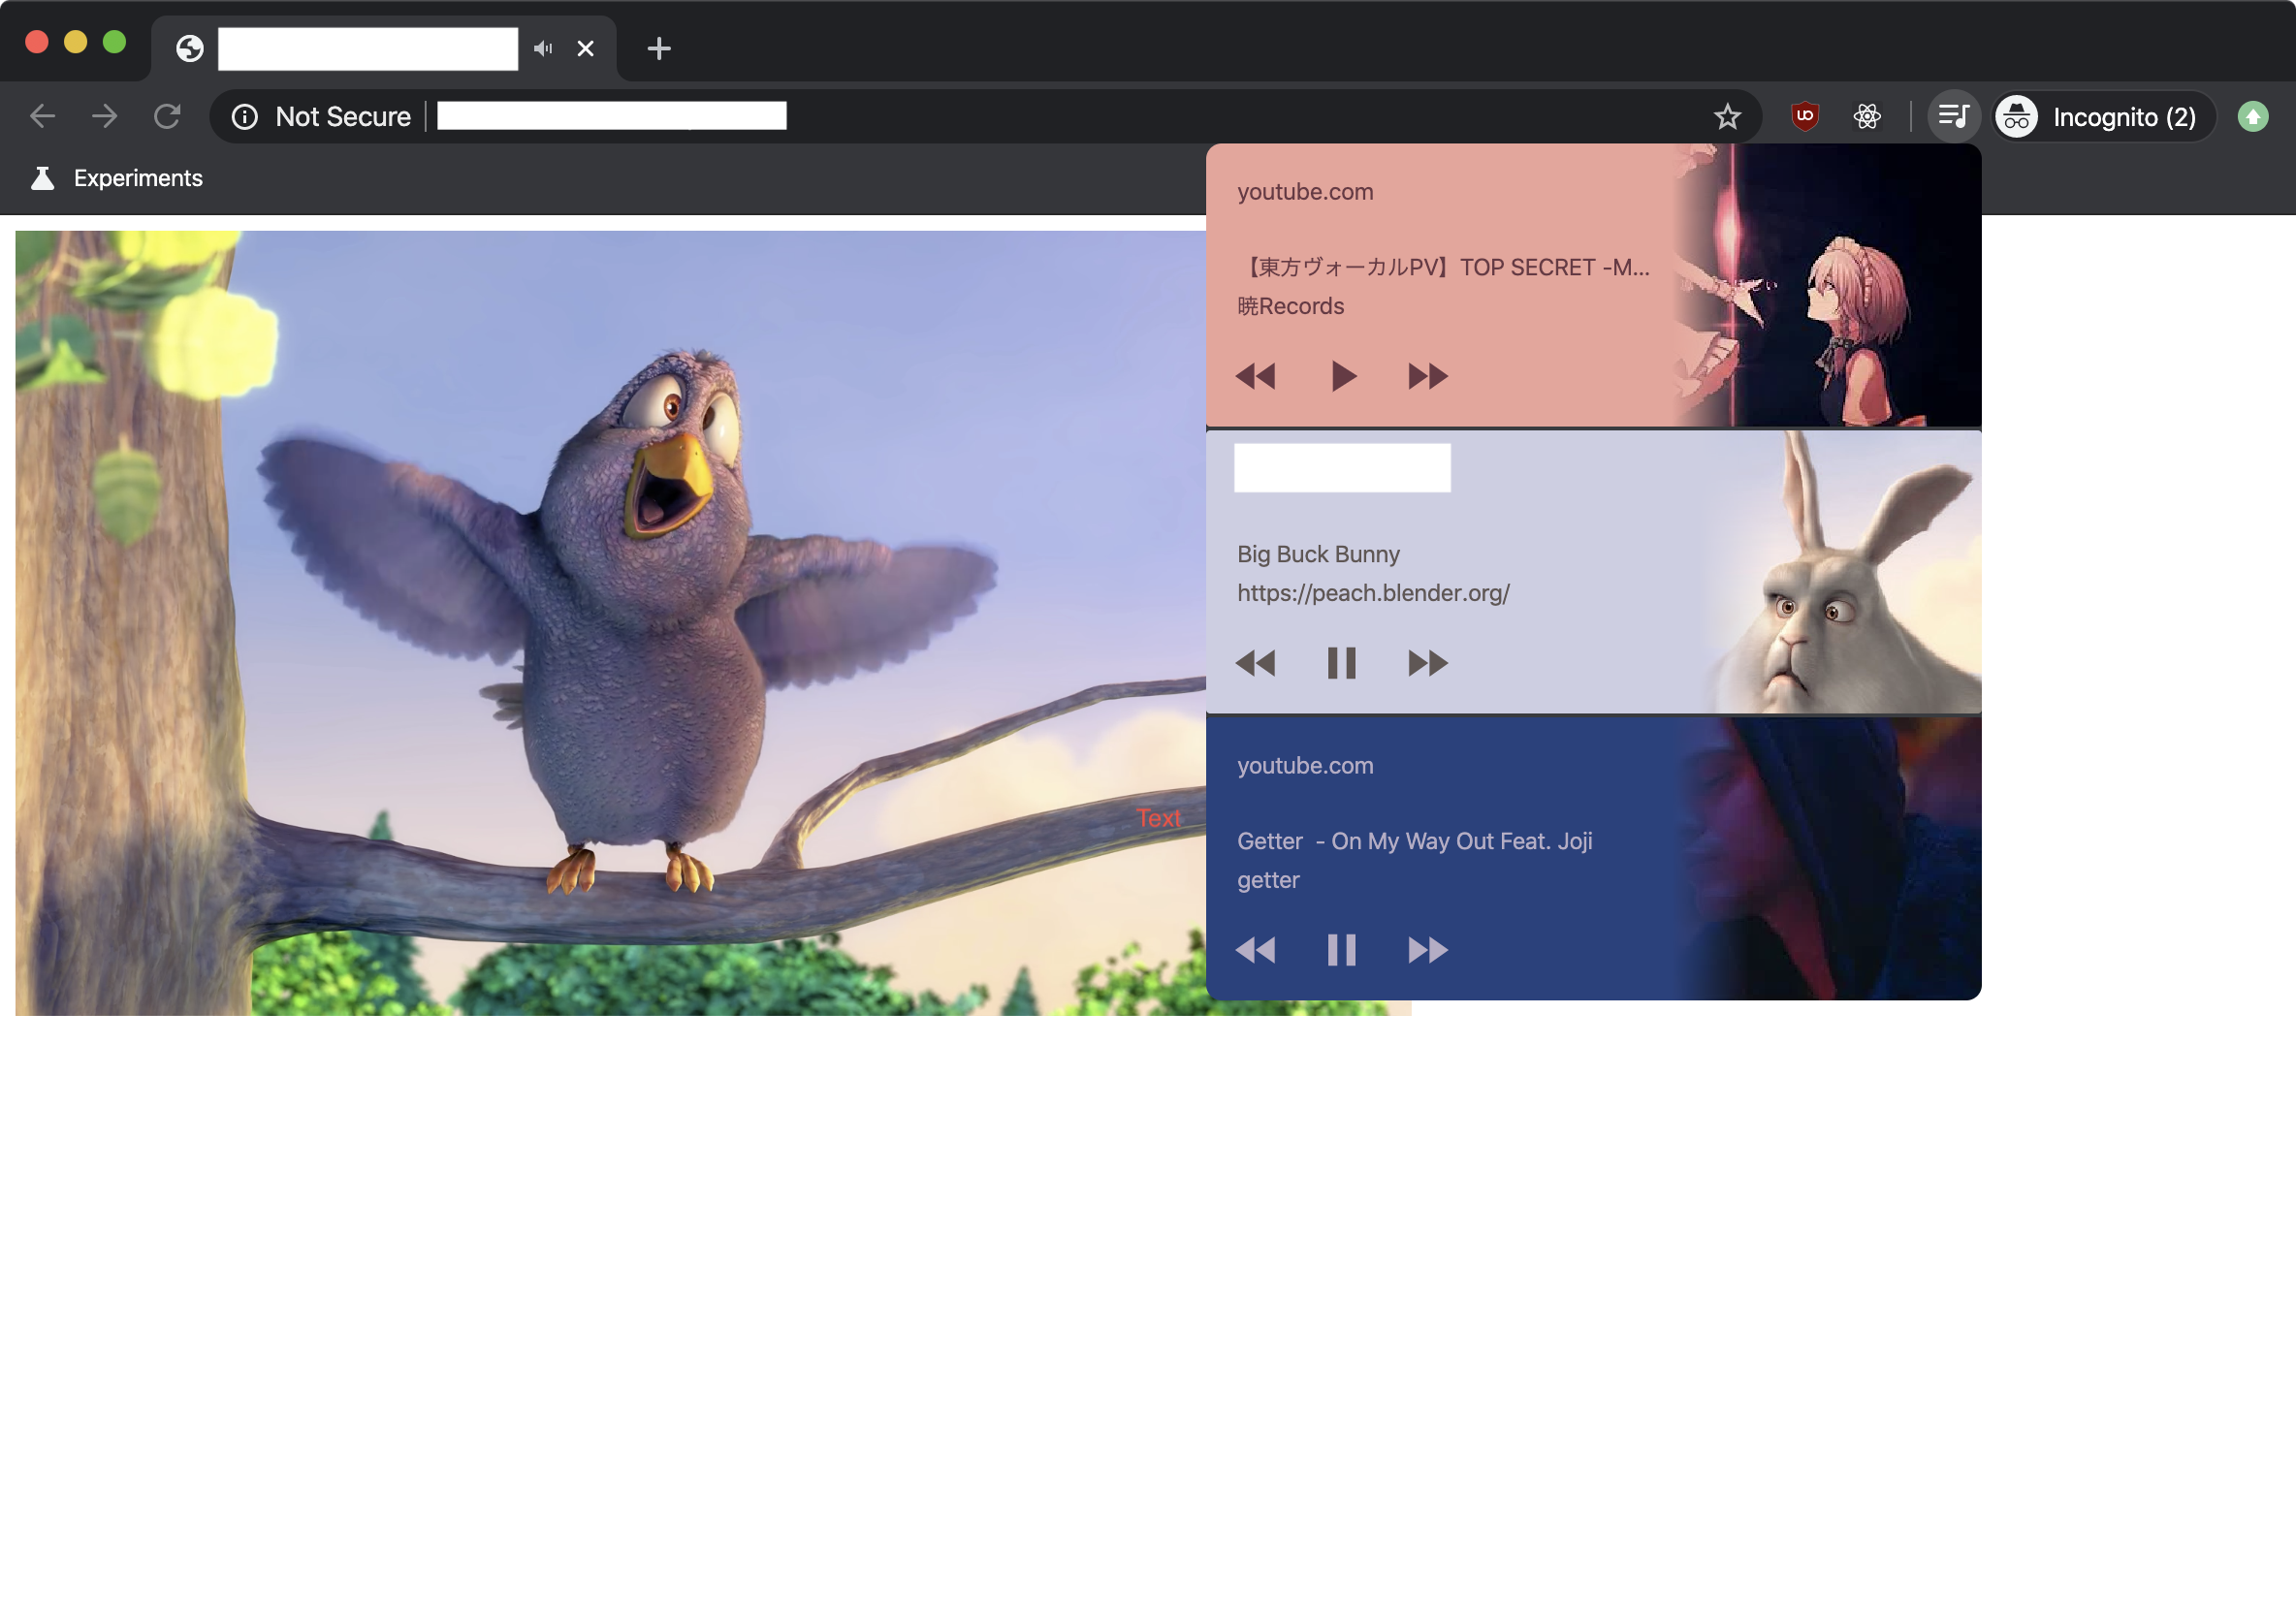 Not Secure
Incognito (2)
Experiments
youtube.com
【東方ヴォーカルPV】TOP SECRET -M...
暁Records
Big Buck Bunny
https://peach.blender.org/
Text
youtube.com
Getter  - On My Way Out Feat. Joji
getter